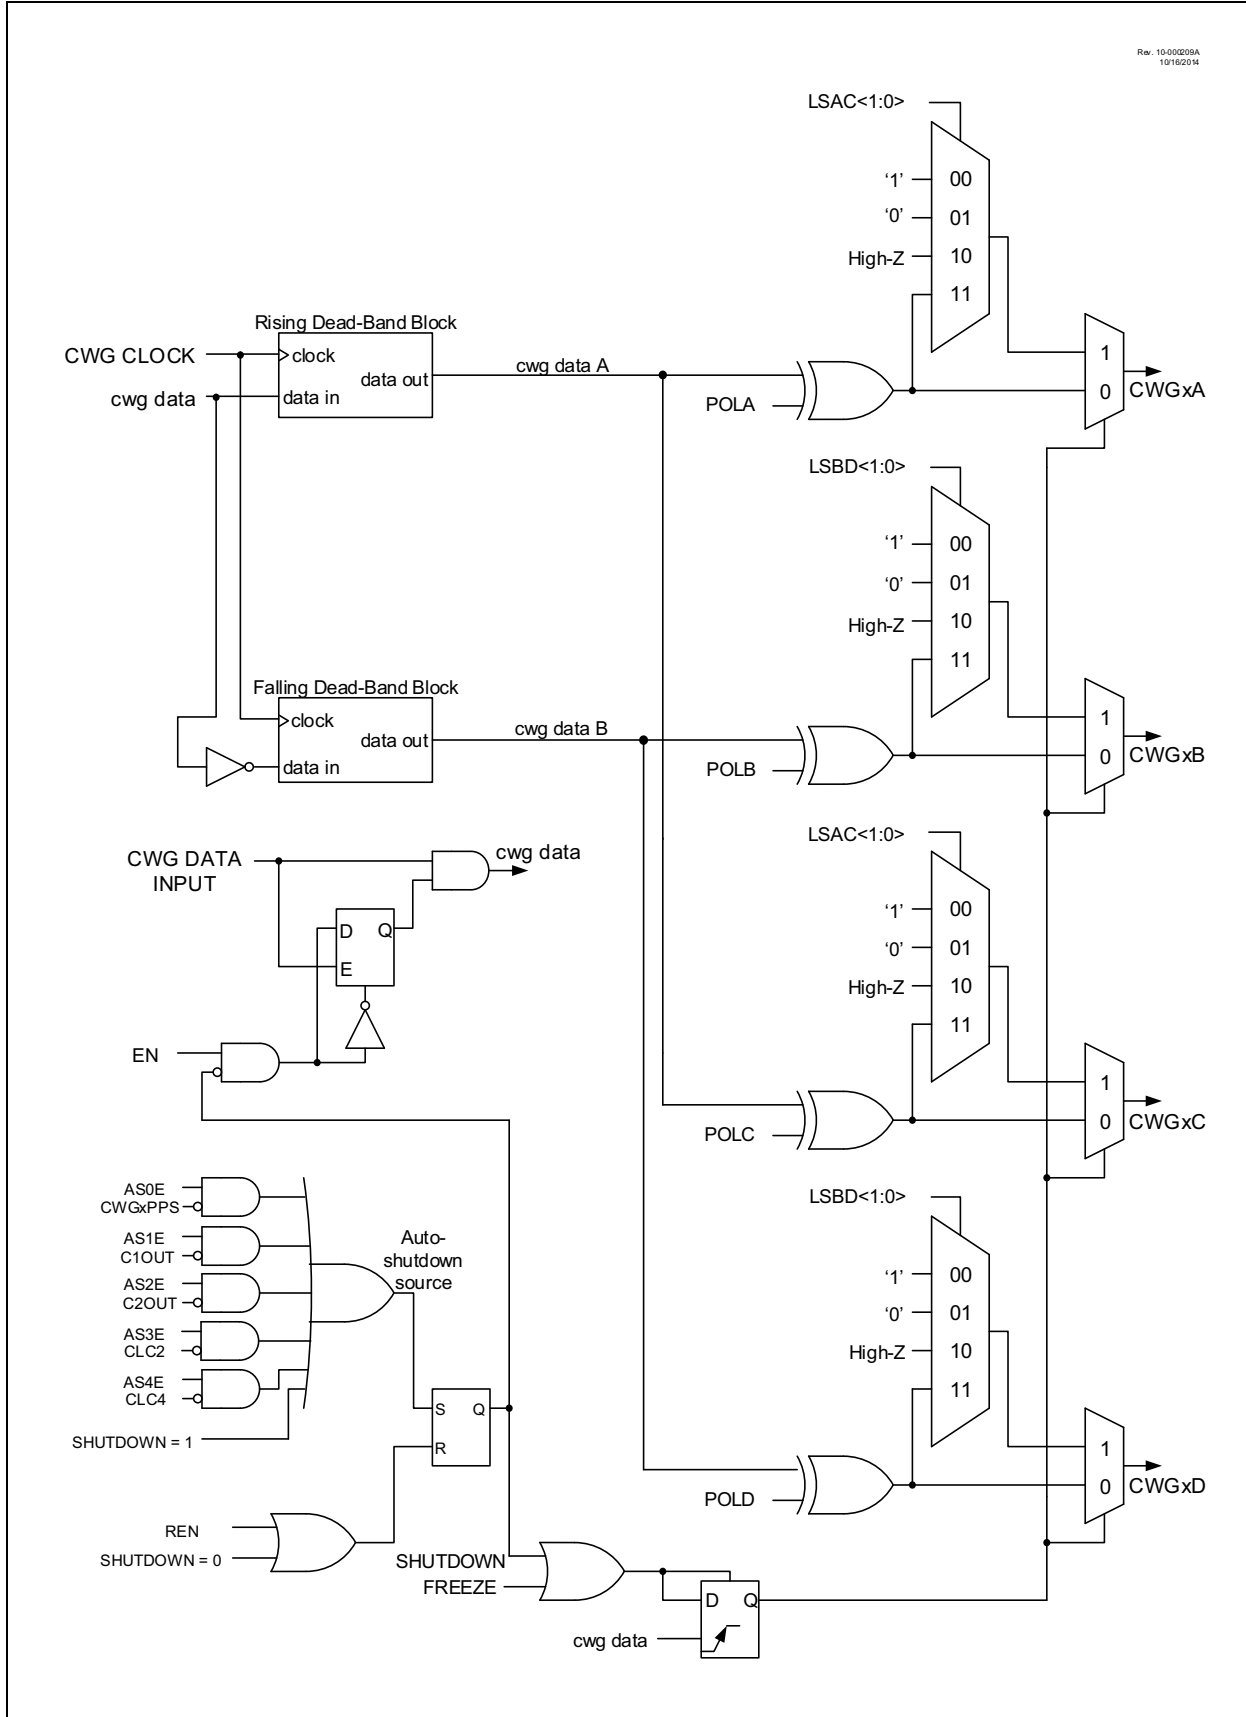 Rev. 10-000209A
10/16/2014
LSAC<1:0>
‘1’
00
‘0’
01
High-Z
10
11
1
0
CWGxA
Rising Dead-Band Block
CWG CLOCK
clock
data out
cwg data
data in
cwg data A
POLA
LSBD<1:0>
‘1’
00
‘0’
01
High-Z
10
11
1
0
CWGxB
Falling Dead-Band Block
clock
data out
data in
cwg data B
POLB
CWG DATA
INPUT
cwg data
D
Q
E
EN
LSAC<1:0>
‘1’
00
‘0’
01
High-Z
10
11
1
0
CWGxC
POLC
AS0E
CWGxPPS
AS1E
C1OUT
AS2E
C2OUT
AS3E
CLC2
AS4E
CLC4
SHUTDOWN = 1
Auto-
shutdown
source
S
Q
R
REN
SHUTDOWN = 0
LSBD<1:0>
‘1’
00
‘0’
01
High-Z
10
11
1
0
CWGxD
POLD
SHUTDOWN
FREEZE
D
Q
cwg data